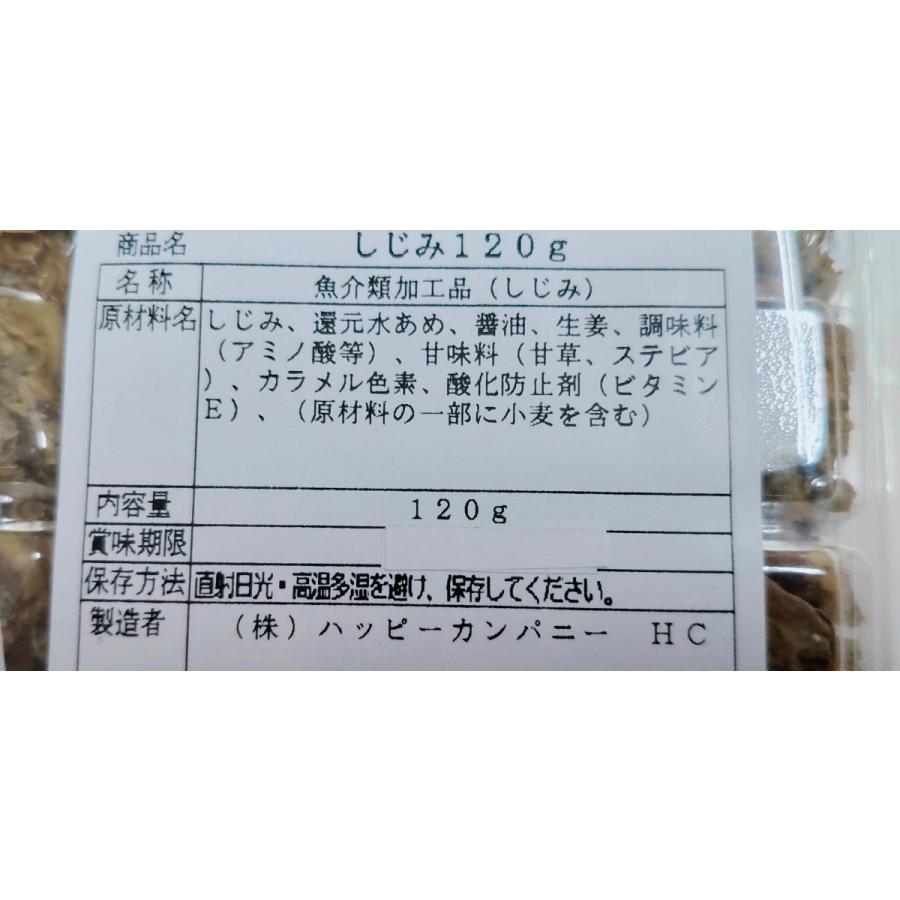 商品名 しじみ120g
名称 魚介類加工品（しじみ）
原材料名 しじみ、還元水あめ、醤油、生姜、調味料
（アミノ酸等）、甘味料（甘草、ステビア
）、カラメル色素、酸化防止剤（ビタミン
E）、（原材料の一部に小麦を含む）
内容量 120g
賞味期限
保存方法 直射日光・高温多湿を避け、保存してください。
製造者 （株）ハッピーカンパニー HC